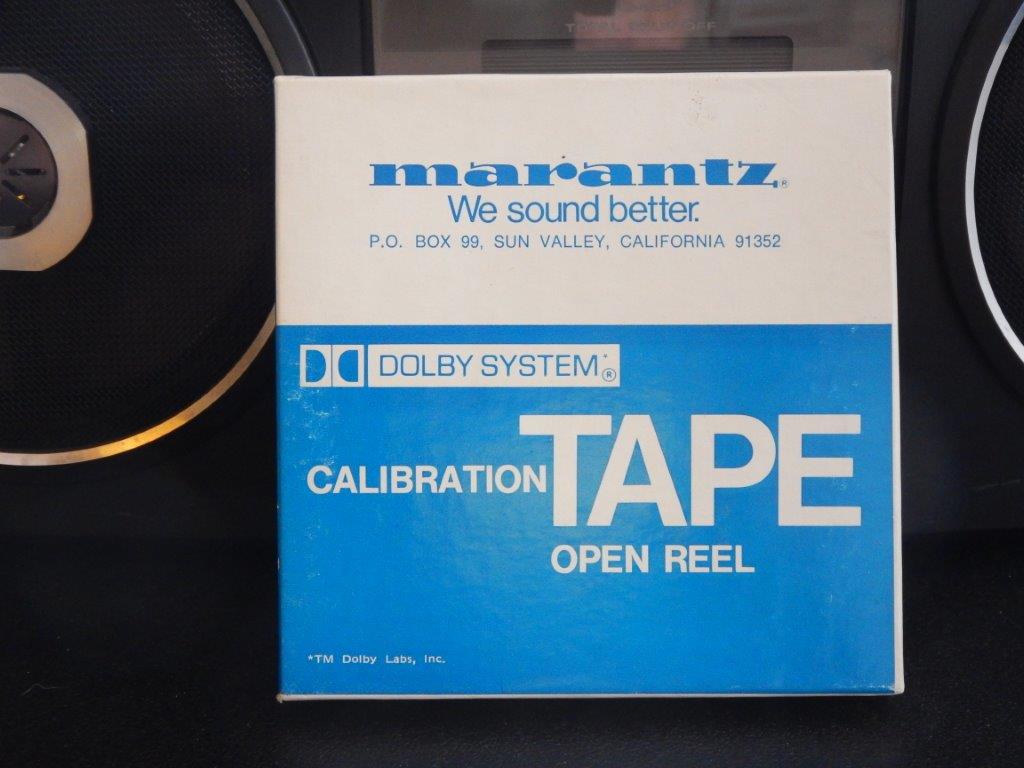 marantz®
We sound better.
P.O. BOX 99, SUN VALLEY, CALIFORNIA 91352
DOLBY SYSTEM*®
CALIBRATION TAPE
OPEN REEL
*TM Dolby Labs, Inc.